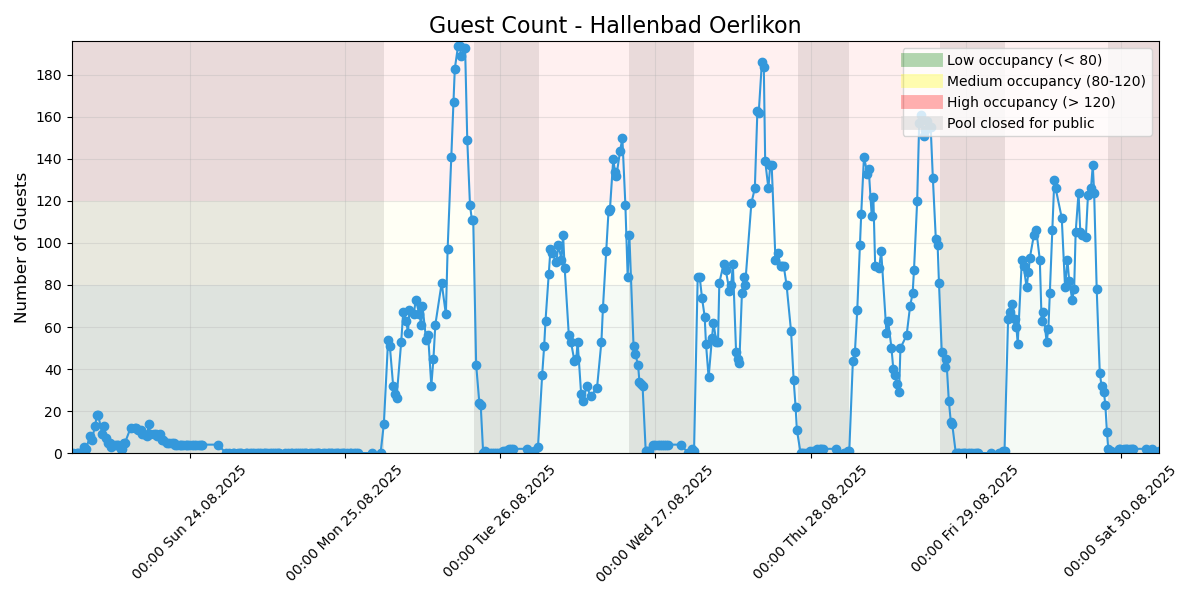 Guest Count - Hallenbad Oerlikon
Low occupancy (< 80)
Medium occupancy (80-120)
High occupancy (> 120)
Pool closed for public
Number of Guests
180
160
140
120
100
80
60
40
20
0
00:00 Sun 24.08.2025
00:00 Mon 25.08.2025
00:00 Tue 26.08.2025
00:00 Wed 27.08.2025
00:00 Thu 28.08.2025
00:00 Fri 29.08.2025
00:00 Sat 30.08.2025